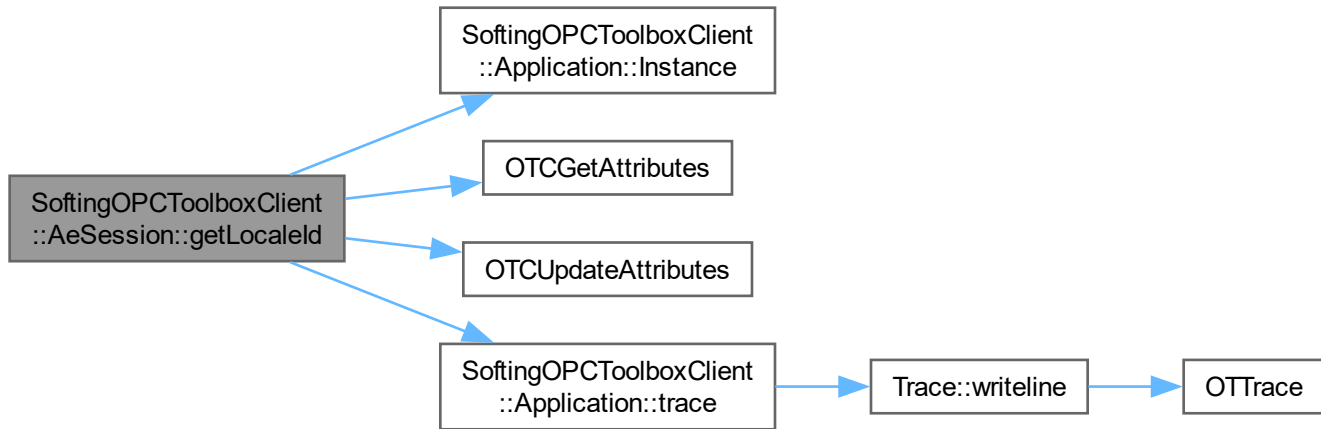 SoftingOPCToolboxClient
::Application::Instance
OTCGetAttributes
SoftingOPCToolboxClient
::AeSession::getLocaleId
OTCUpdateAttributes
SoftingOPCToolboxClient
::Application::trace
Trace::writeline
OTTrace